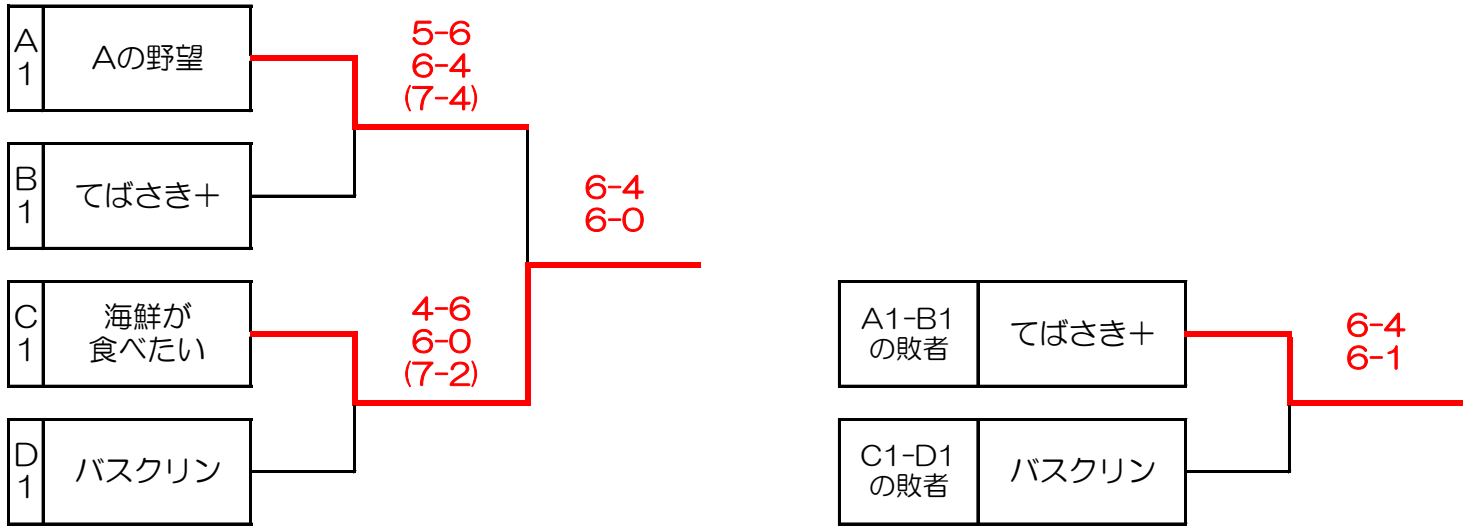 A
1
Aの野望
B
1
てばさき＋
C
1
海鮮が
食べたい
D
1
バスクリン
5-6
6-4
(7-4)
4-6
6-0
(7-2)
6-4
6-0
A1-B1
の敗者
てばさき＋
C1-D1
の敗者
バスクリン
6-4
6-1